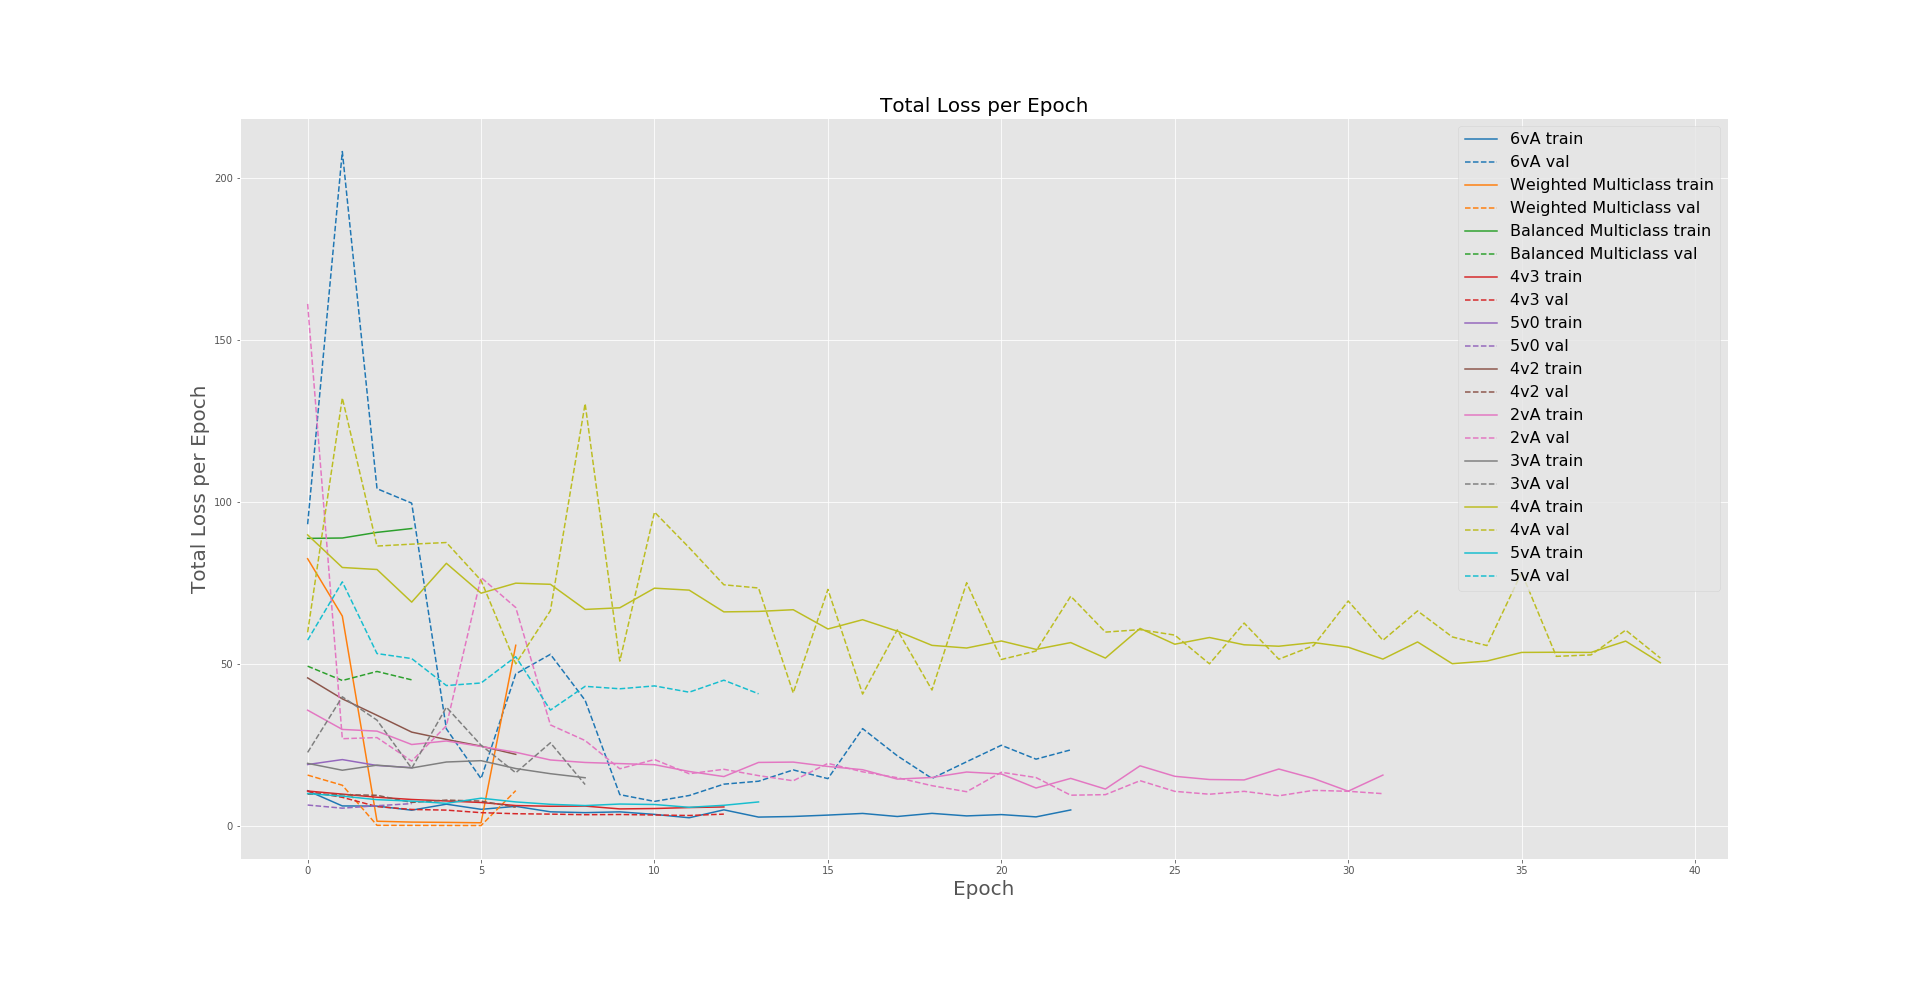 Total Loss per Epoch
Total Loss per Epoch
200
150
100
50
0
0 5 10 15 20 25 30 35 40
Epoch
6vA train
6vA val
Weighted Multiclass train
Weighted Multiclass val
Balanced Multiclass train
Balanced Multiclass val
4v3 train
4v3 val
5v0 train
5v0 val
4v2 train
4v2 val
2vA train
2vA val
3vA train
3vA val
4vA train
4vA val
5vA train
5vA val